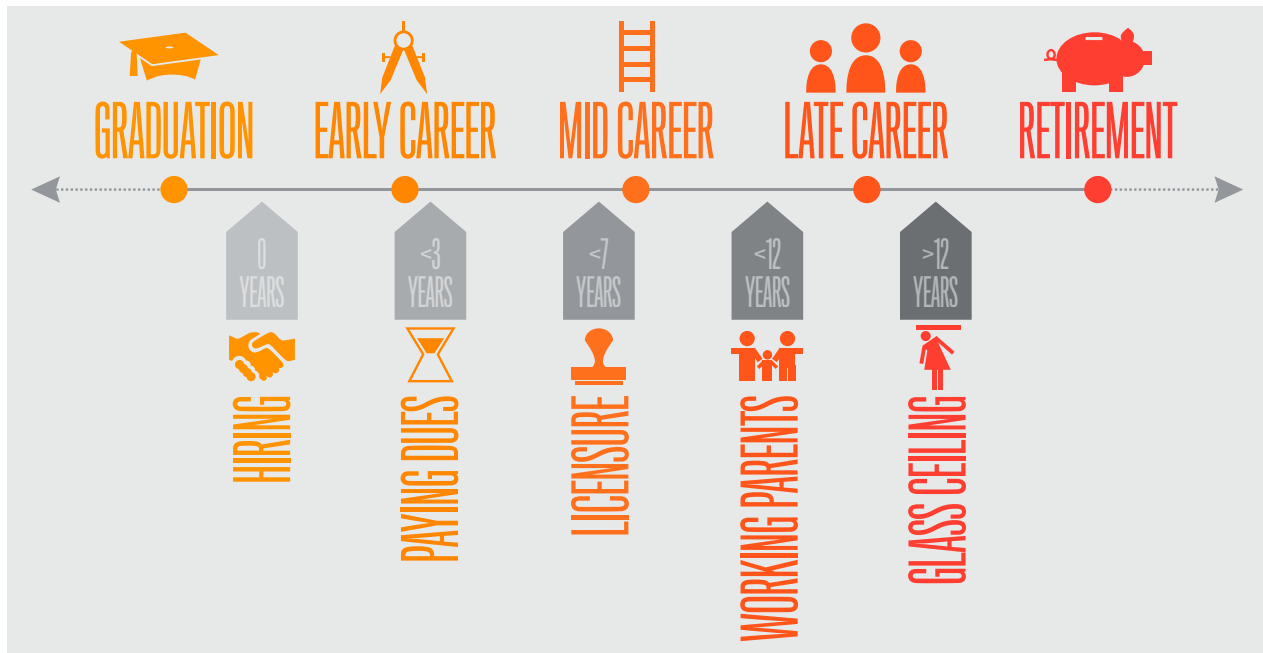 GRADUATION
EARLY CAREER
MID CAREER
LATE CAREER
RETIREMENT
0
YEARS
<3
YEARS
<7
YEARS
<12
YEARS
>12
YEARS
HIRING
PAYING DUES
LICENSURE
WORKING PARENTS
GLASS CEILING